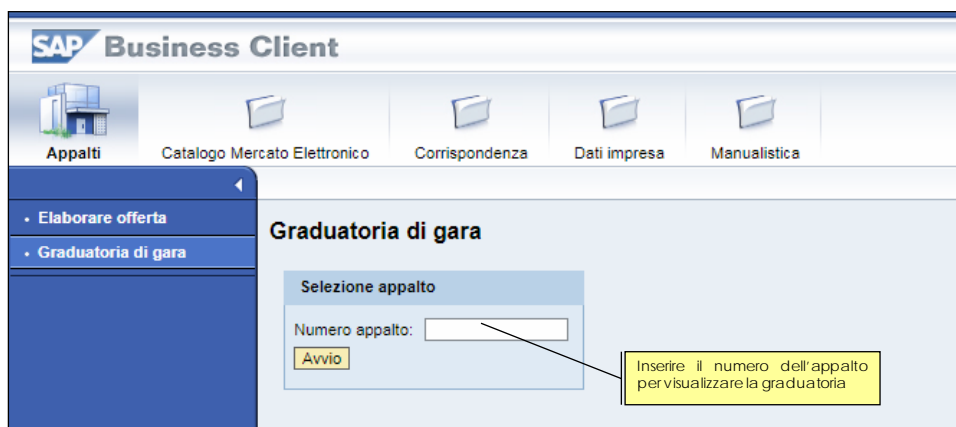 SAP Business Client
Appalti
Catalogo Mercato Elettronico
Corrispondenza
Dati impresa
Manualistica
• Elaborare offerta
• Graduatoria di gara
Graduatoria di gara
Selezione appalto
Numero appalto:
Avvio
Inserire il numero dell'appalto
per visualizzare la graduatoria